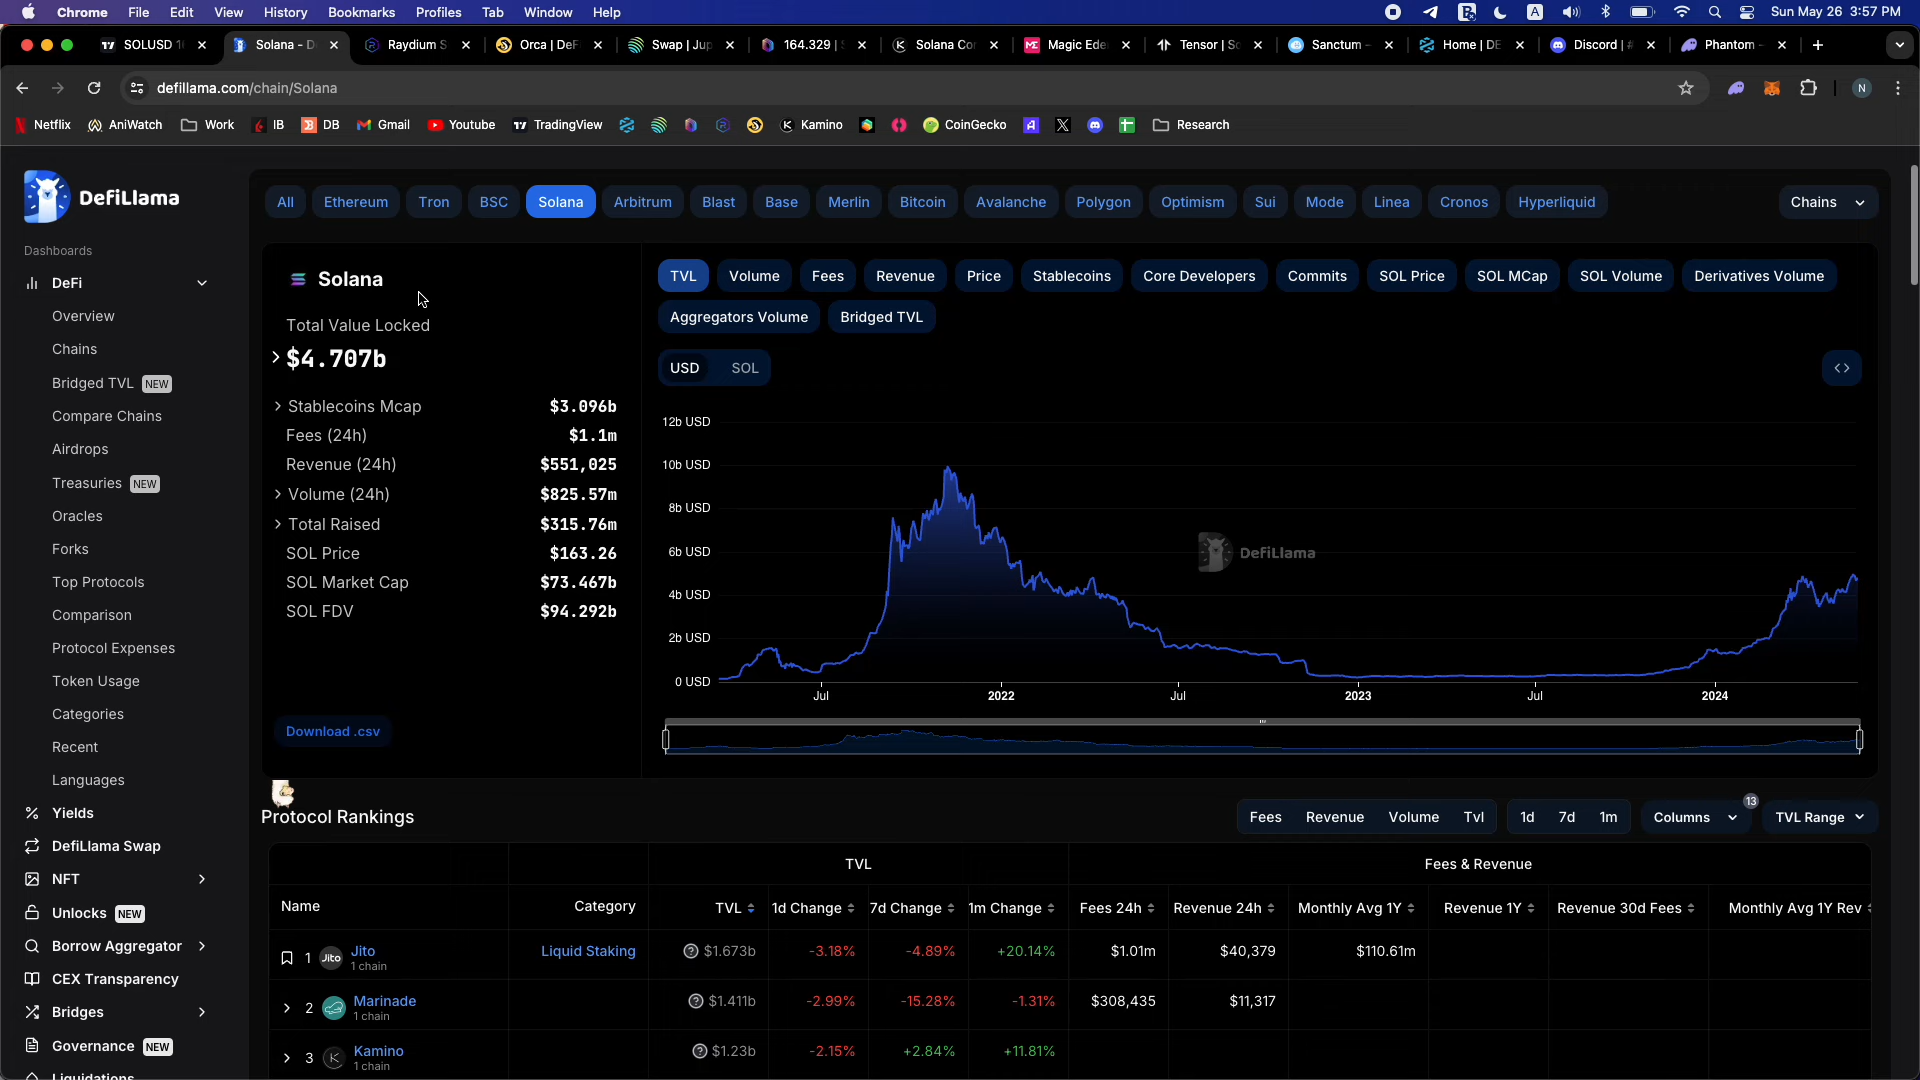 Chrome File Edit View History Bookmarks Profiles Tab Window Help
A Sun May 26 3:57 PM
SOLUSD 1 Solana - D Raydium S Orca | DeF Swap | Jup 164.329 | S Solana Co Magic Ede Tensor | So Sanctum - Home | DE Discord | # Phantom -
defillama.com/chain/Solana N
Netflix AniWatch Work IB DB Gmail Youtube TradingView Kamino CoinGecko Research
DefiLlama
All Ethereum Tron BSC Solana Arbitrum Blast Base Merlin Bitcoin Avalanche Polygon Optimism Sui Mode Linea Cronos Hyperliquid Chains
Dashboards
DeFi
Overview
Chains
Bridged TVL NEW
Compare Chains
Airdrops
Treasuries NEW
Oracles
Forks
Top Protocols
Comparison
Protocol Expenses
Token Usage
Categories
Recent
Languages
Yields
DefiLlama Swap
NFT
Unlocks NEW
Borrow Aggregator
CEX Transparency
Bridges
Governance NEW
Liquidations
Solana
Total Value Locked
$4.707b
Stablecoins Mcap $3.096b
Fees (24h) $1.1m
Revenue (24h) $551,025
Volume (24h) $825.57m
Total Raised $315.76m
SOL Price $163.26
SOL Market Cap $73.467b
SOL FDV $94.292b
Download .csv
TVL Volume Fees Revenue Price Stablecoins Core Developers Commits SOL Price SOL MCap SOL Volume Derivatives Volume
Aggregators Volume Bridged TVL
USD SOL
12b USD
10b USD
8b USD
6b USD
4b USD
2b USD
0 USD
DefiLlama
Jul 2022 Jul 2023 Jul 2024
Protocol Rankings
Fees Revenue Volume Tvl 1d 7d 1m Columns 13 TVL Range
TVL Fees & Revenue
Name Category TVL 1d Change 7d Change 1m Change Fees 24h Revenue 24h Monthly Avg 1Y Revenue 1Y Revenue 30d Fees Monthly Avg 1Y Rev
1 Jito Jito Liquid Staking $1.673b -3.18% -4.89% +20.14% $1.01m $40,379 $110.61m
1 chain
2 Marinade $1.411b -2.99% -15.28% -1.31% $308,435 $11,317
1 chain
3 K Kamino $1.23b -2.15% +2.84% +11.81%
1 chain